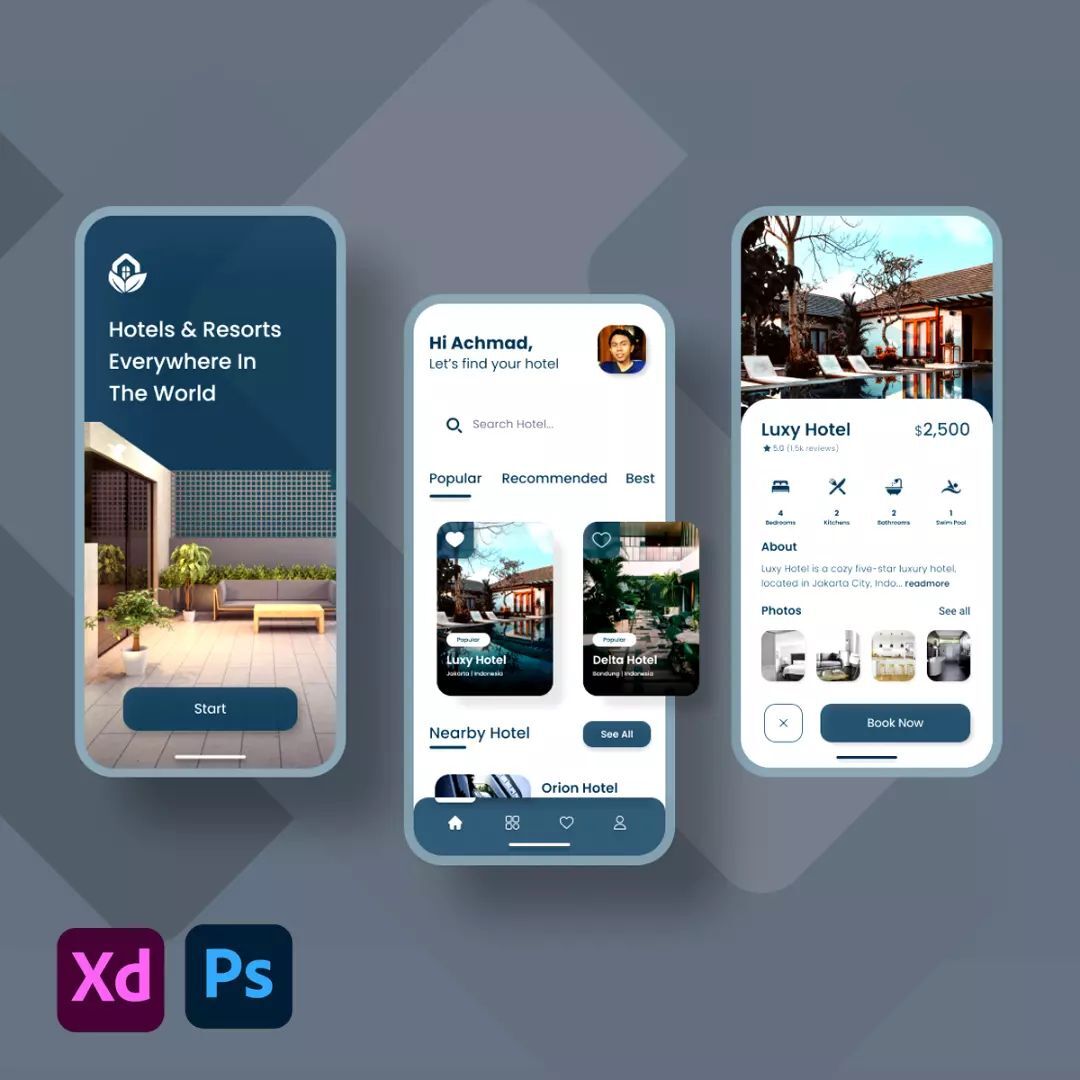 Hotels & Resorts
Everywhere In
The World
Start
Hi Achmad,
Let's find your hotel
Search Hotel...
Popular Recommended Best
Popular
Luxy Hotel
Jakarta | Indonesia
Popular
Delta Hotel
Bandung | Indonesia
Nearby Hotel
See All
Orion Hotel
Luxy Hotel
$2,500
5.0 (1.5k reviews)
4
Bedrooms
2
Kitchens
2
Bathrooms
1
Swim Pool
About
Luxy Hotel is a cozy five-star luxury hotel,
located in Jakarta City, Indo... readmore
Photos
See all
Book Now
Xd
Ps